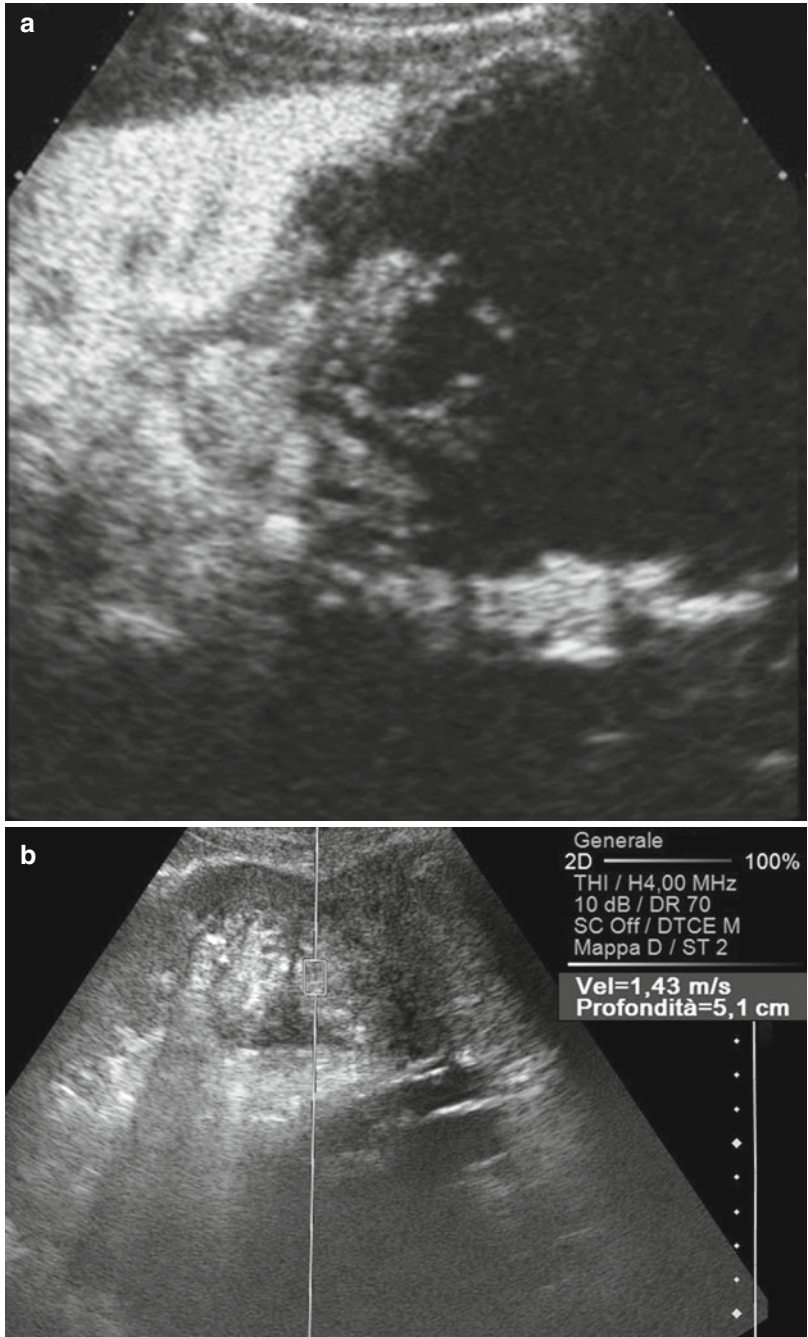 a
b
Generale
2D 100%
THI / H4,00 MHz
10 dB / DR 70
SC Off / DTCE M
Mappa D / ST 2
Vel=1,43 m/s
Profondità=5,1 cm